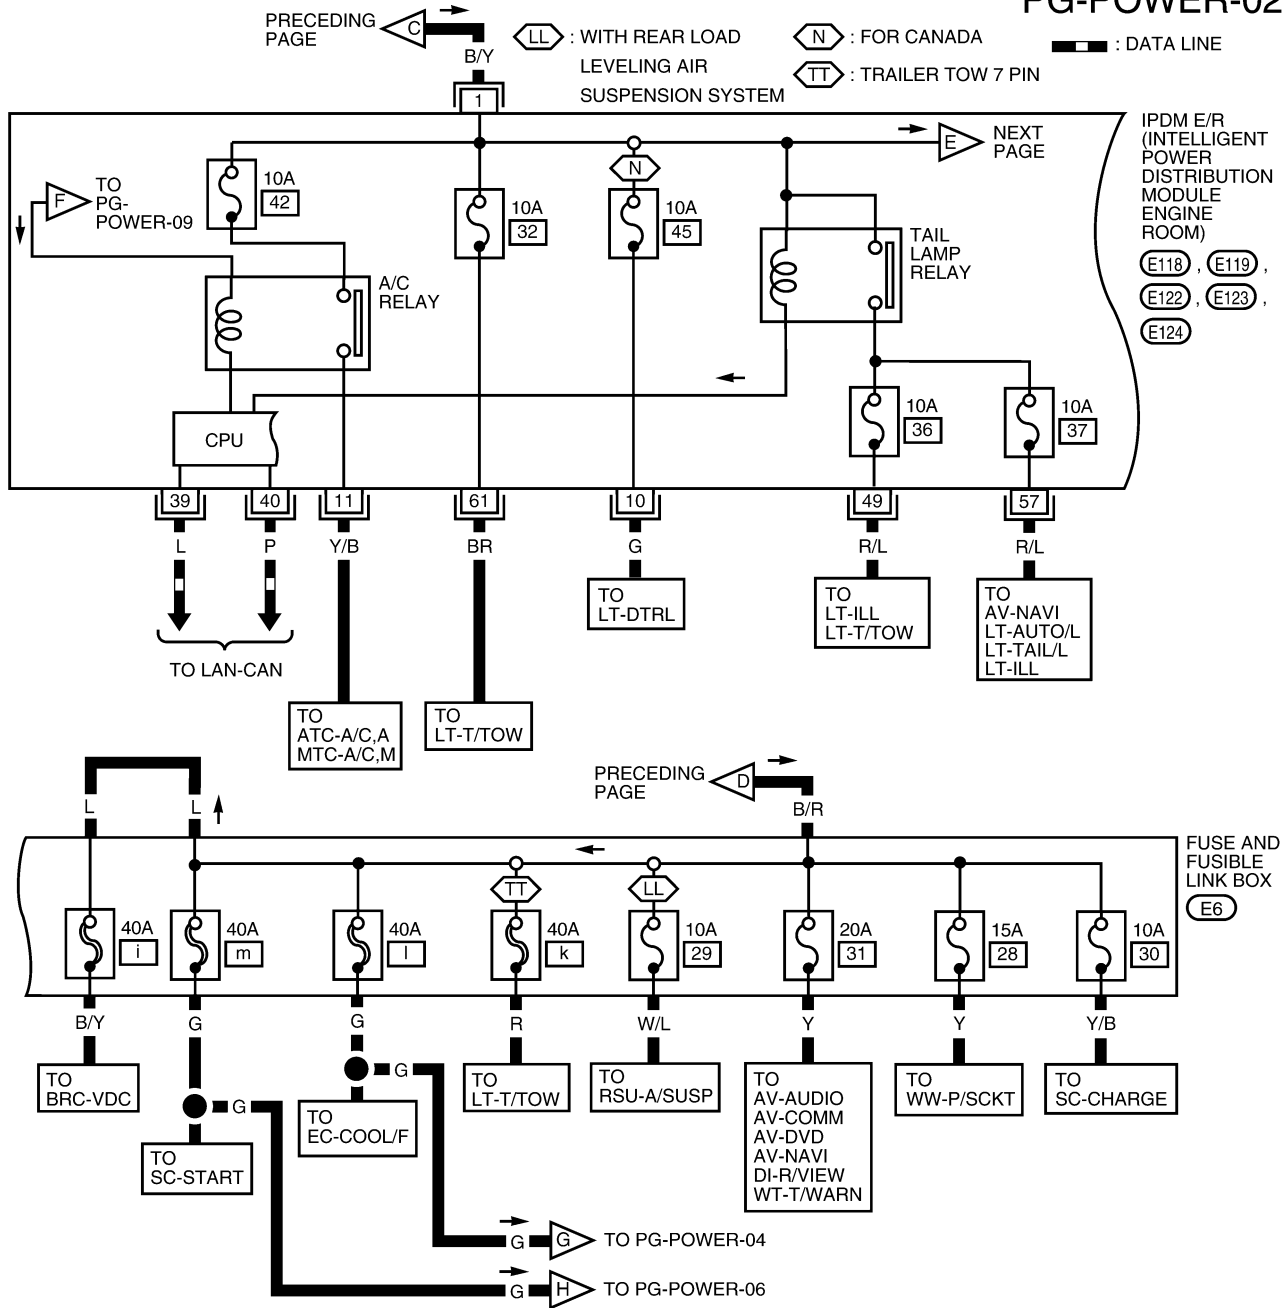 PG-POWER-02
PRECEDING
PAGE
C
B/Y
LL : WITH REAR LOAD
LEVELING AIR
SUSPENSION SYSTEM
N : FOR CANADA
TT : TRAILER TOW 7 PIN
: DATA LINE
1
IPDM E/R
(INTELLIGENT
POWER
DISTRIBUTION
MODULE
ENGINE
ROOM)
E118 , E119 ,
E122 , E123 ,
E124
E
NEXT
PAGE
F
TO
PG-
POWER-09
10A
42
10A
32
N
10A
45
TAIL
LAMP
RELAY
A/C
RELAY
10A
36
10A
37
CPU
39
40
11
61
10
49
57
L
P
Y/B
BR
G
R/L
R/L
TO LAN-CAN
TO
ATC-A/C,A
MTC-A/C,M
TO
LT-T/TOW
TO
LT-DTRL
TO
LT-ILL
LT-T/TOW
TO
AV-NAVI
LT-AUTO/L
LT-TAIL/L
LT-ILL
PRECEDING
PAGE
D
B/R
L
L
FUSE AND
FUSIBLE
LINK BOX
E6
TT
LL
40A
i
40A
m
40A
l
40A
k
10A
29
20A
31
15A
28
10A
30
B/Y
G
G
R
W/L
Y
Y
Y/B
TO
BRC-VDC
G
TO
SC-START
G
TO
EC-COOL/F
TO
LT-T/TOW
TO
RSU-A/SUSP
TO
AV-AUDIO
AV-COMM
AV-DVD
AV-NAVI
DI-R/VIEW
WT-T/WARN
TO
WW-P/SCKT
TO
SC-CHARGE
G
G
TO PG-POWER-04
G
H
TO PG-POWER-06